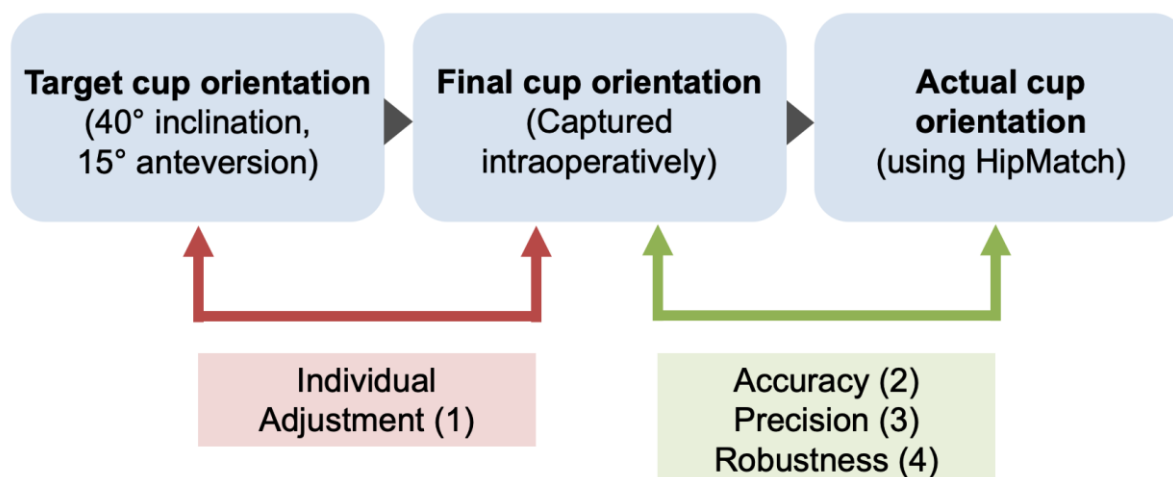 Target cup orientation
(40° inclination,
15° anteversion)
Final cup orientation
(Captured
intraoperatively)
Actual cup
orientation
(using HipMatch)
Individual
Adjustment (1)
Accuracy (2)
Precision (3)
Robustness (4)